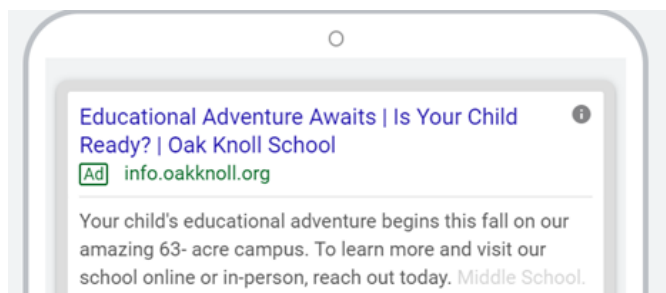 Educational Adventure Awaits | Is Your Child
Ready? | Oak Knoll School
Ad info.oakknoll.org
Your child's educational adventure begins this fall on our
amazing 63- acre campus. To learn more and visit our
school online or in-person, reach out today. Middle School.